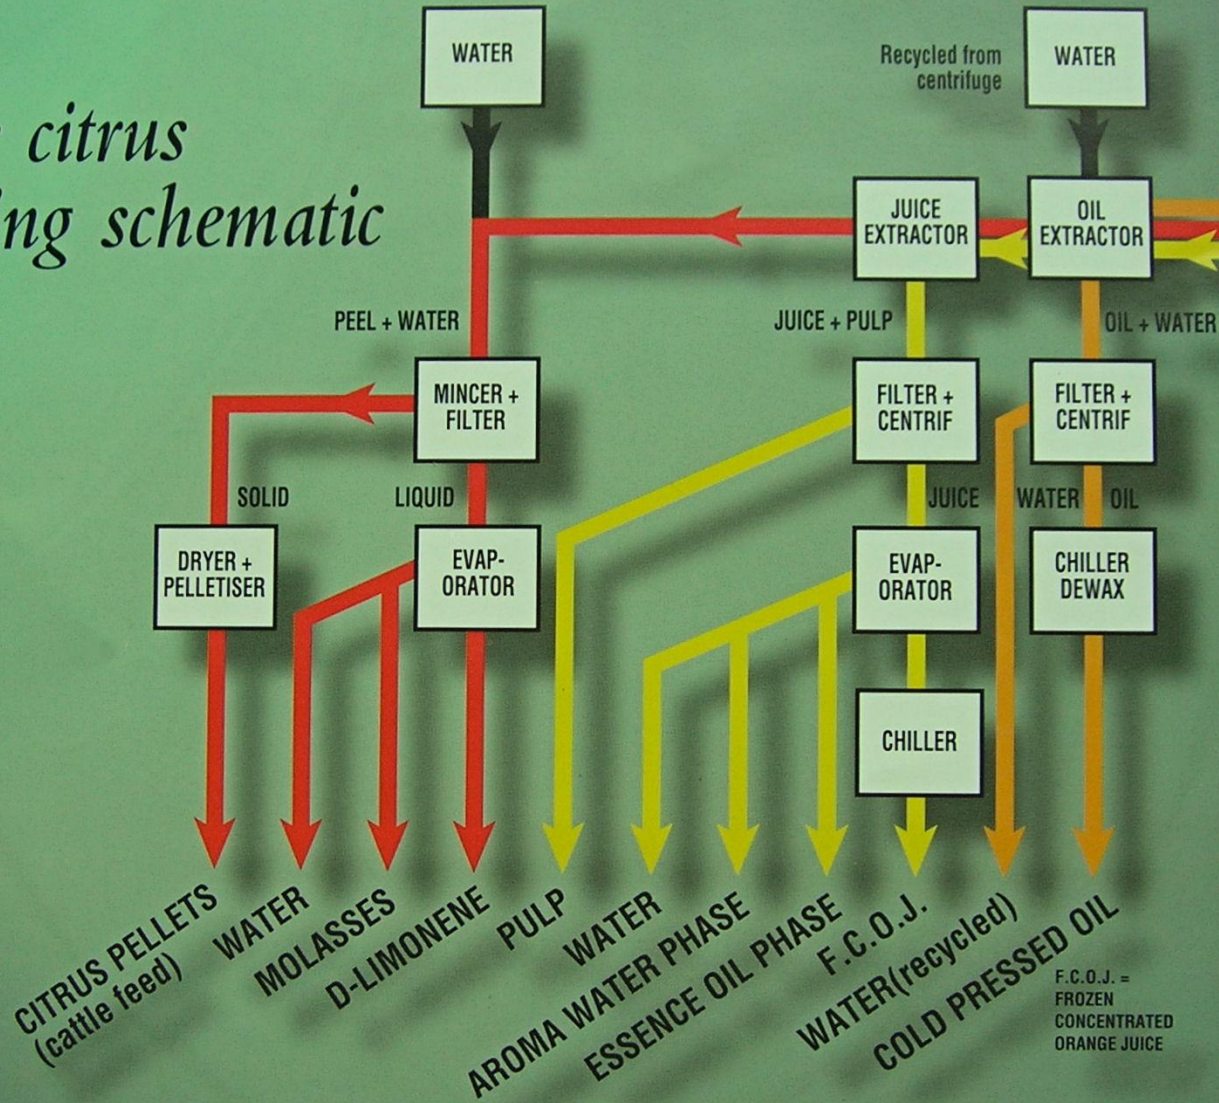 WATER
Recycled from
centrifuge
WATER
citrus
ing schematic
JUICE
EXTRACTOR
OIL
EXTRACTOR
PEEL + WATER
JUICE + PULP
OIL + WATER
MINCER +
FILTER
FILTER +
CENTRIF
FILTER +
CENTRIF
SOLID
LIQUID
JUICE
WATER
OIL
DRYER +
PELLETISER
EVAP-
ORATOR
EVAP-
ORATOR
CHILLER
DEWAX
CHILLER
CITRUS PELLETS
(cattle feed)
WATER
MOLASSES
D-LIMONENE
PULP
WATER
AROMA WATER PHASE
ESSENCE OIL PHASE
F.C.O.J.
WATER(recycled)
COLD PRESSED OIL
F.C.O.J. =
FROZEN
CONCENTRATED
ORANGE JUICE